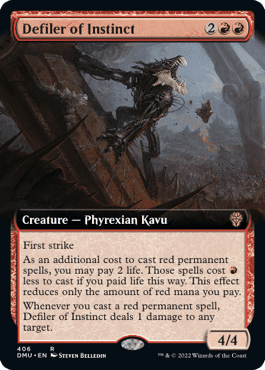 Defiler of Instinct 2
Creature — Phyrexian Kavu
First strike
As an additional cost to cast red permanent
spells, you may pay 2 life. Those spells cost
less to cast if you paid life this way. This effect
reduces only the amount of red mana you pay.
Whenever you cast a red permanent spell,
Defiler of Instinct deals 1 damage to any
target.
4/4
406 R
DMU • EN STEVEN BELLEDIN ™ & © 2022 Wizards of the Coast